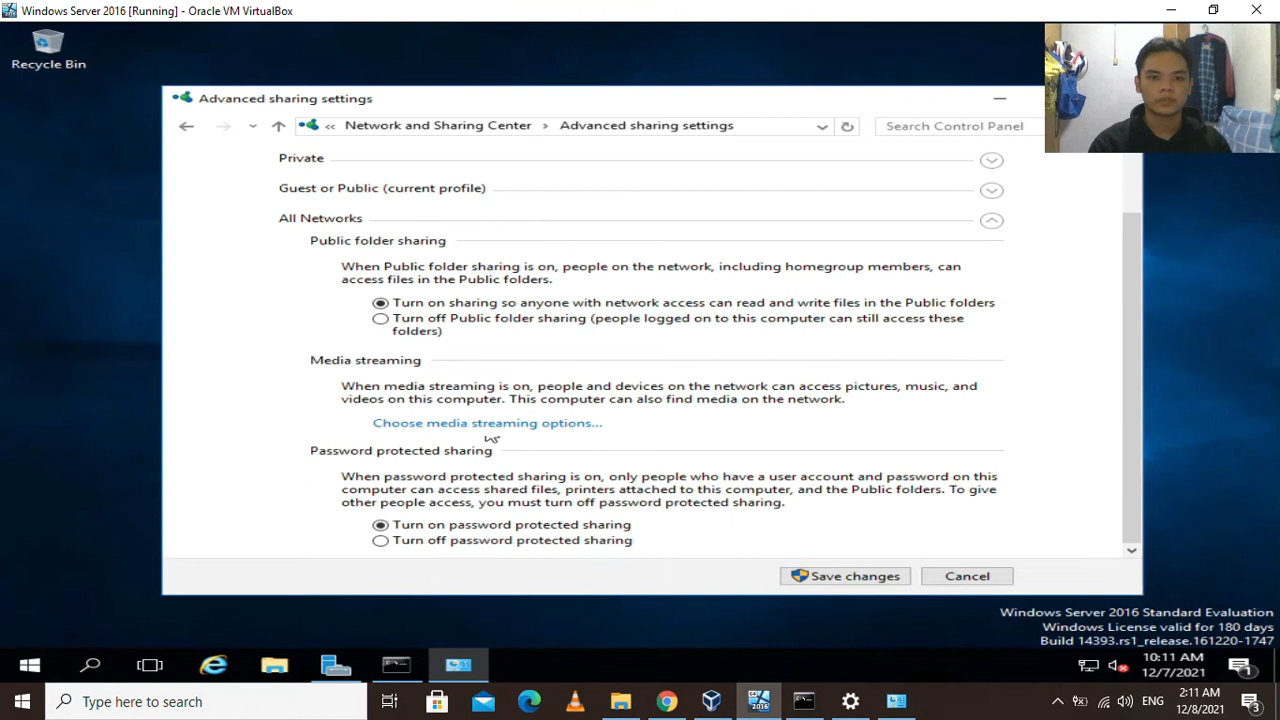 Windows Server 2016 [Running] - Oracle VM VirtualBox
Recycle Bin
Advanced sharing settings
« Network and Sharing Center > Advanced sharing settings
Search Control Panel
Private
Guest or Public (current profile)
All Networks
Public folder sharing
When Public folder sharing is on, people on the network, including homegroup members, can
access files in the Public folders.
Turn on sharing so anyone with network access can read and write files in the Public folders
Turn off Public folder sharing (people logged on to this computer can still access these
folders)
Media streaming
When media streaming is on, people and devices on the network can access pictures, music, and
videos on this computer. This computer can also find media on the network.
Choose media streaming options...
Password protected sharing
When password protected sharing is on, only people who have a user account and password on this
computer can access shared files, printers attached to this computer, and the Public folders. To give
other people access, you must turn off password protected sharing.
Turn on password protected sharing
Turn off password protected sharing
Save changes
Cancel
Windows Server 2016 Standard Evaluation
Windows License valid for 180 days
Build 14393.rs1_release.161220-1747
10:11 AM
12/7/2021
1
Type here to search
2016
ENG
2:11 AM
12/8/2021
3